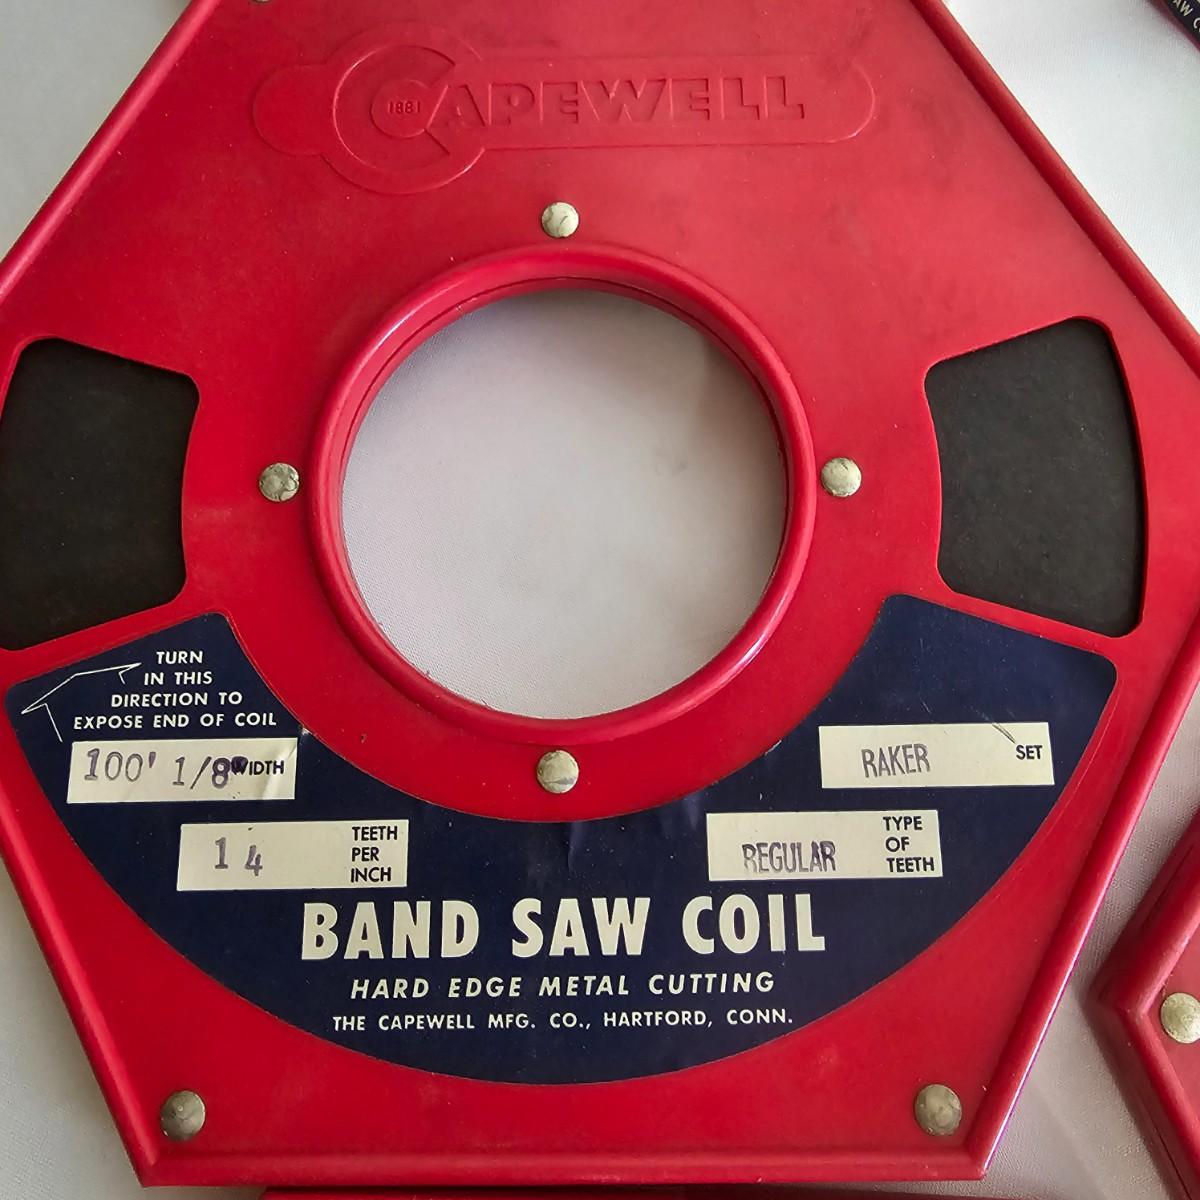 CAPEWELL
1881
TURN
IN THIS
DIRECTION TO
EXPOSE END OF COIL
100' 1/8" WIDTH
14 TEETH
PER
INCH
RAKER SET
REGULAR TYPE
OF
TEETH
BAND SAW COIL
HARD EDGE METAL CUTTING
THE CAPEWELL MFG. CO., HARTFORD, CONN.